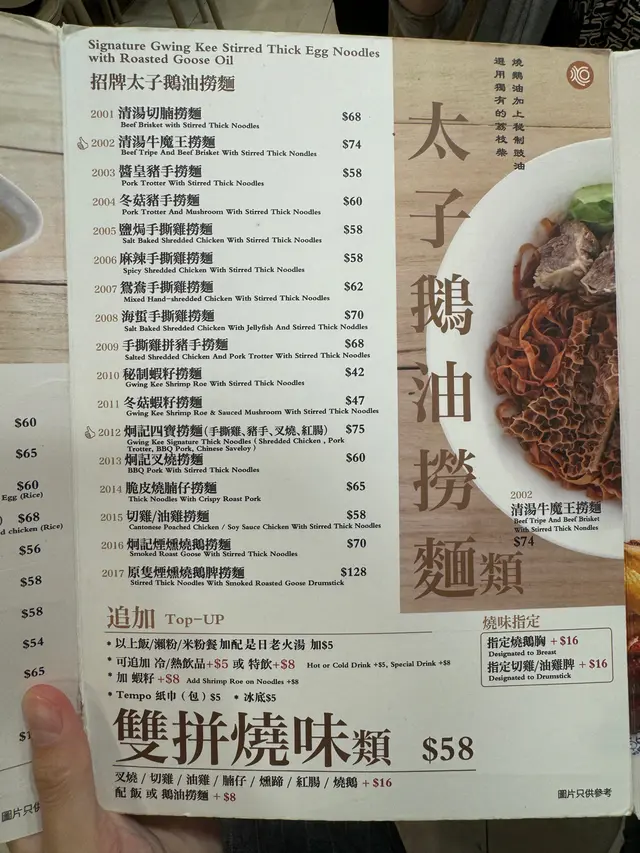 Signature Gwing Kee Stirred Thick Egg Noodles
with Roasted Goose Oil
招牌太子鵝油撈麵
2001 清湯切腩撈麵 $68
Beef Brisket with Stirred Thick Noodles
2002 清湯牛魔王撈麵 $74
Beef Tripe And Beef Brisket With Stirred Thick Nondles
2003 醬皇豬手撈麵 $58
Pork Trotter with Stirred Thick Noodles
2004 冬菇豬手撈麵 $60
Pork Trotter And Mushroom With Stirred Thick Noodles
2005 鹽焗手撕雞撈麵 $58
Salt Baked Shredded Chicken With Stirred Thick Noodles
2006 麻辣手撕雞撈麵 $58
Spicy Shredded Chicken With Stirred Thick Noodles
2007 鴛鴦手撕雞撈麵 $62
Mixed Hand-shredded Chicken With Stirred Thick Noodles
2008 海蜇手撕雞撈麵 $70
Salt Baked Shredded Chicken With Jellyfish And Stirred Thick Noddles
2009 手撕雞拼豬手撈麵 $68
Salted Shredded Chicken And Pork Trotter With Stirred Thick Noodles
2010 秘制蝦籽撈麵 $42
Gwing Kee Shrimp Roe With Stirred Thick Noodles
2011 冬菇蝦籽撈麵 $47
Gwing Kee Shrimp Roe & Sauced Mushroom With Stirred Thick Noodles
2012 炯記四寶撈麵(手撕雞、豬手、叉燒、紅腸) $75
Gwing Kee Signature Thick Noodles ( Shredded Chicken , Pork
Trotter, BBQ Pork, Chinese Saveloy )
2013 炯記叉燒撈麵 $60
BBQ Pork With Stirred Thick Noodles
2014 脆皮燒腩仔撈麵 $65
Thick Noodles With Crispy Roast Pork
2015 切雞/油雞撈麵 $58
Cantonese Poached Chicken / Soy Sauce Chicken With Stirred Thick Noodles
2016 炯記煙燻燒鵝撈麵 $70
Smoked Roast Goose With Stirred Thick Noodles
2017 原隻煙燻燒鵝脾撈麵 $128
Stirred Thick Noodles With Smoked Roasted Goose Drumstick
追加 Top-UP
* 以上飯/瀨粉/米粉餐加配是日老火湯 加$5
* 可追加 冷/熱飲品+$5 或 特飲+$8 Hot or Cold Drink +$5, Special Drink +$8
* 加 蝦籽+$8 Add Shrimp Roe on Noodles +$8
* Tempo 紙巾 ( 包 ) $5 * 冰底$5
雙拼燒味類 $58
叉燒 / 切雞 / 油雞 / 腩仔 / 燻蹄 / 紅腸 / 燒鵝 + $16
配 飯 或 鵝油撈麵 + $8
燒鵝油加上秘制豉油
選用獨有的荔枝柴
太子鵝油撈麵類
2002
清湯牛魔王撈麵
Beef Tripe And Beef Brisket
With Stirred Thick Noodles
$74
燒味指定
指定燒鵝胸 + $16
Designated to Breast
指定切雞/油雞脾 + $16
Designated to Drumstick
圖片只供參考
$60
$65
$60
Egg (Rice)
$68
d chicken (Rice)
$56
$58
$58
$54
$65
圖片只供